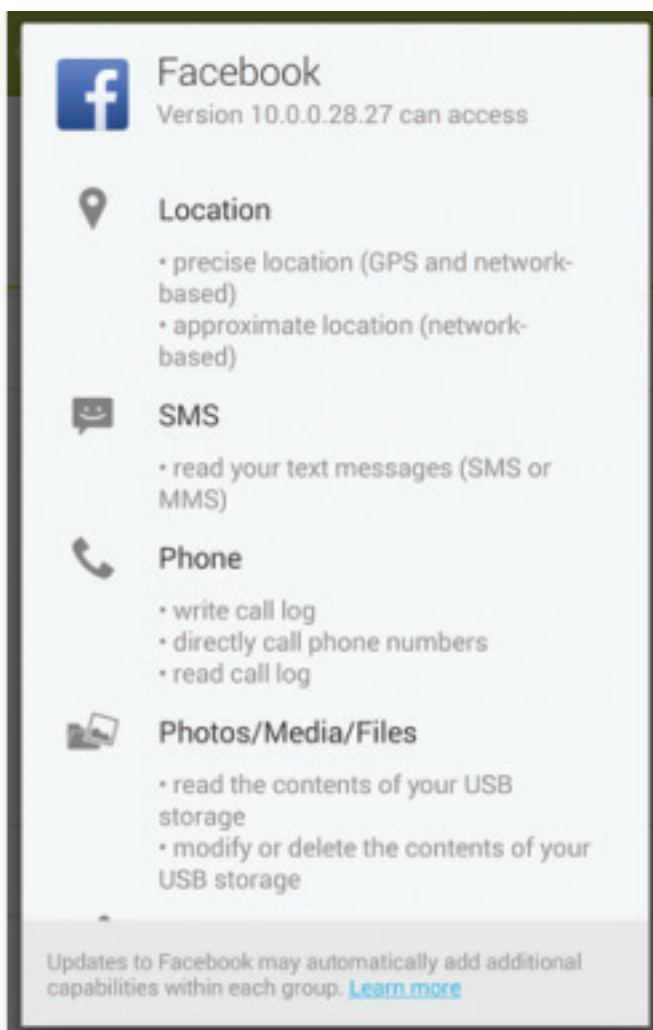 Facebook
Version 10.0.0.28.27 can access
Location
• precise location (GPS and network-
based)
• approximate location (network-
based)
SMS
• read your text messages (SMS or
MMS)
Phone
• write call log
• directly call phone numbers
• read call log
Photos/Media/Files
• read the contents of your USB
storage
• modify or delete the contents of your
USB storage
Updates to Facebook may automatically add additional
capabilities within each group. Learn more